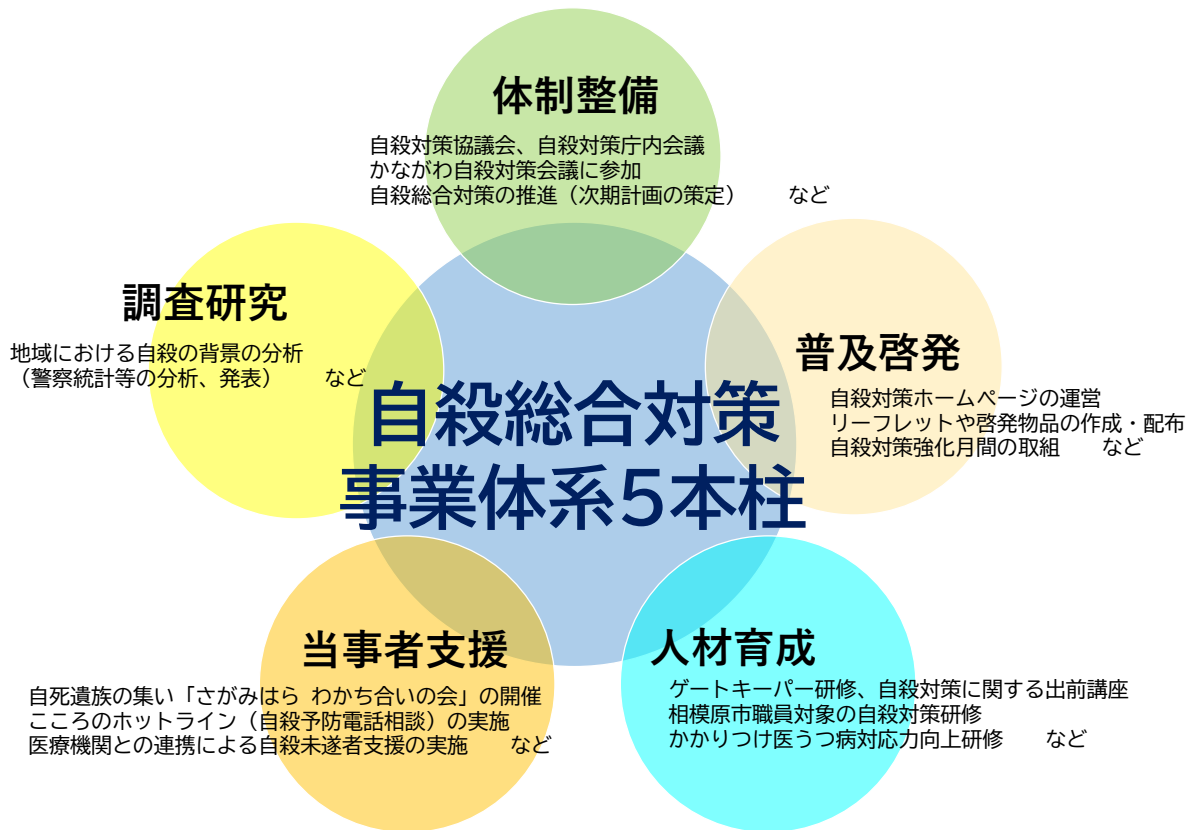 体制整備
自殺対策協議会、自殺対策庁内会議
かながわ自殺対策会議に参加
自殺総合対策の推進（次期計画の策定）　　など
調査研究
地域における自殺の背景の分析
（警察統計等の分析、発表）　　など
普及啓発
自殺対策ホームページの運営
リーフレットや啓発物品の作成・配布
自殺対策強化月間の取組　　など
自殺総合対策
事業体系5本柱
当事者支援
自死遺族の集い「さがみはら わかち合いの会」の開催
こころのホットライン（自殺予防電話相談）の実施
医療機関との連携による自殺未遂者支援の実施　　など
人材育成
ゲートキーパー研修、自殺対策に関する出前講座
相模原市職員対象の自殺対策研修
かかりつけ医うつ病対応力向上研修　　など